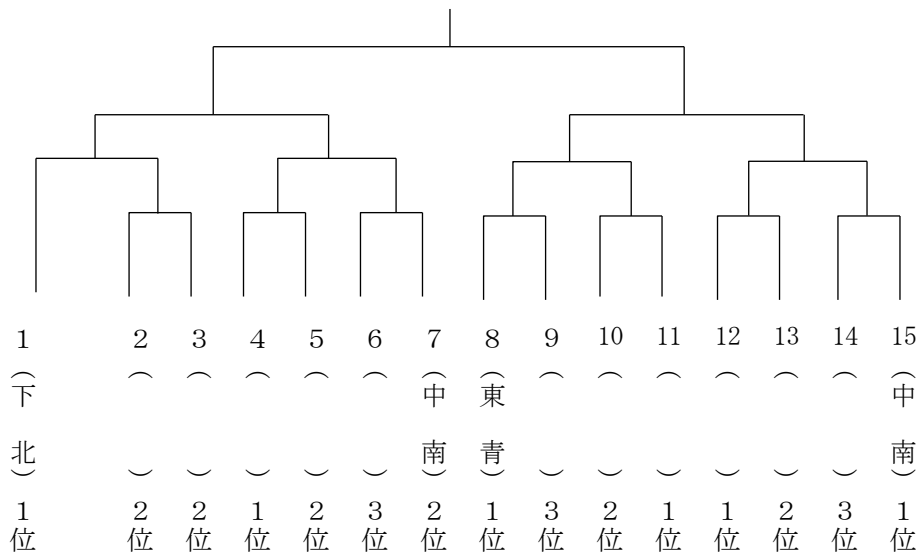 1 2 3 4 5 6 7 8 9 10 11 12 13 14 15
（下北）（　）（　）（　）（　）（　）（中南）（東青）（　）（　）（　）（　）（　）（　）（中南）
1位 2位 2位 1位 2位 3位 2位 1位 3位 2位 1位 1位 2位 3位 1位